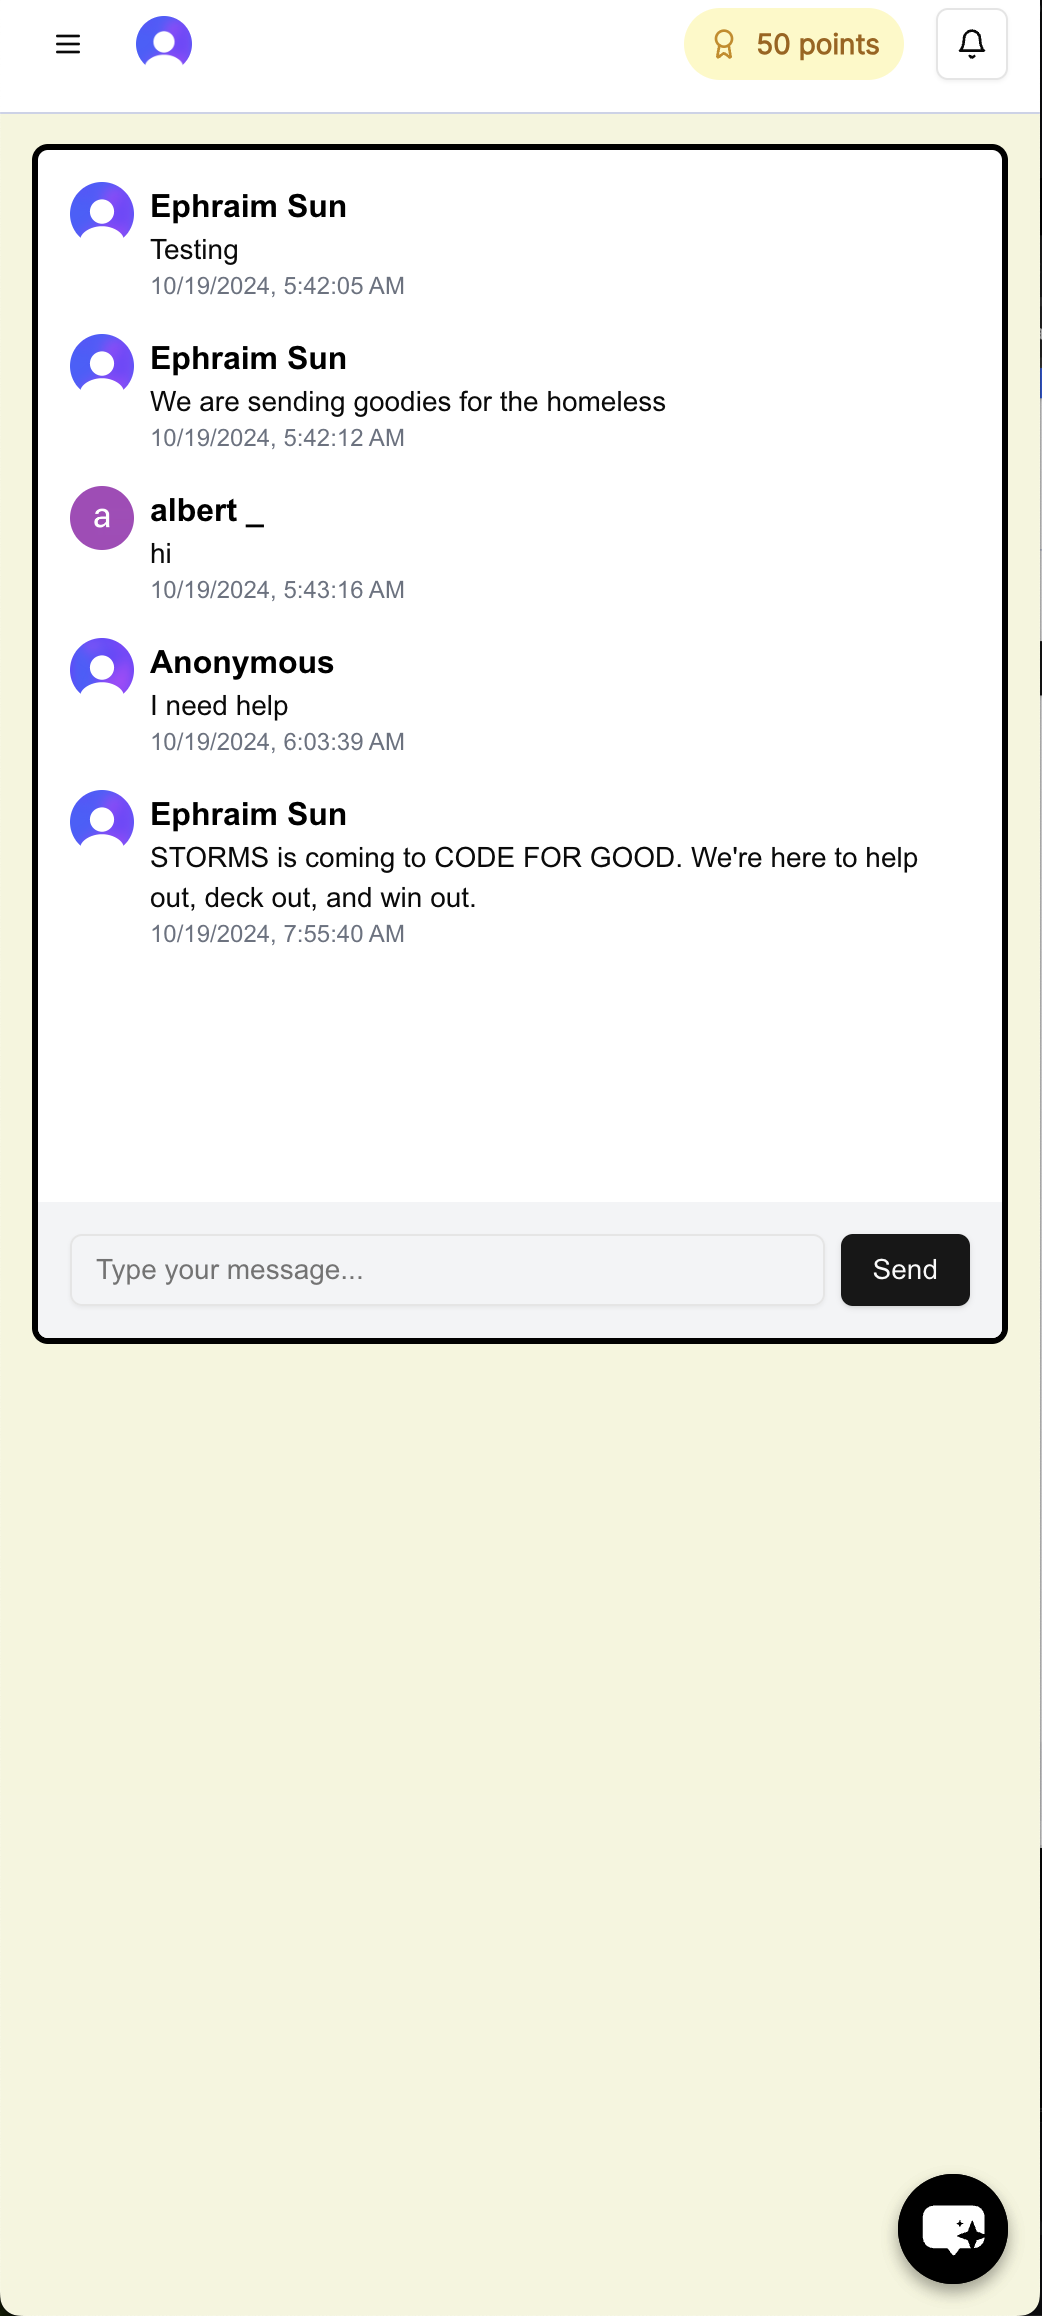 50 points
Ephraim Sun
Testing
10/19/2024, 5:42:05 AM
Ephraim Sun
We are sending goodies for the homeless
10/19/2024, 5:42:12 AM
a
albert _
hi
10/19/2024, 5:43:16 AM
Anonymous
I need help
10/19/2024, 6:03:39 AM
Ephraim Sun
STORMS is coming to CODE FOR GOOD. We're here to help
out, deck out, and win out.
10/19/2024, 7:55:40 AM
Type your message...
Send